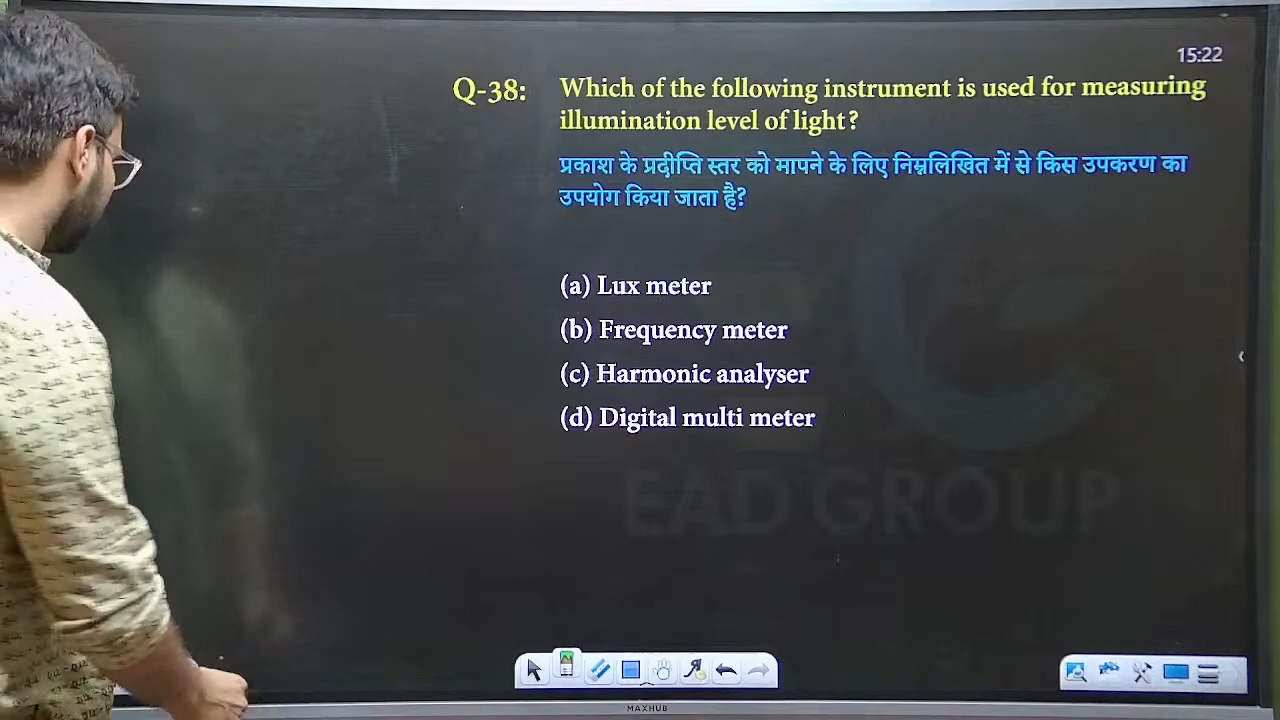 15:22
Q-38: Which of the following instrument is used for measuring
illumination level of light?
प्रकाश के प्रदीप्ति स्तर को मापने के लिए निम्नलिखित में से किस उपकरण का
उपयोग किया जाता है?
(a) Lux meter
(b) Frequency meter
(c) Harmonic analyser
(d) Digital multi meter
EAD GROUP
MAXHUB